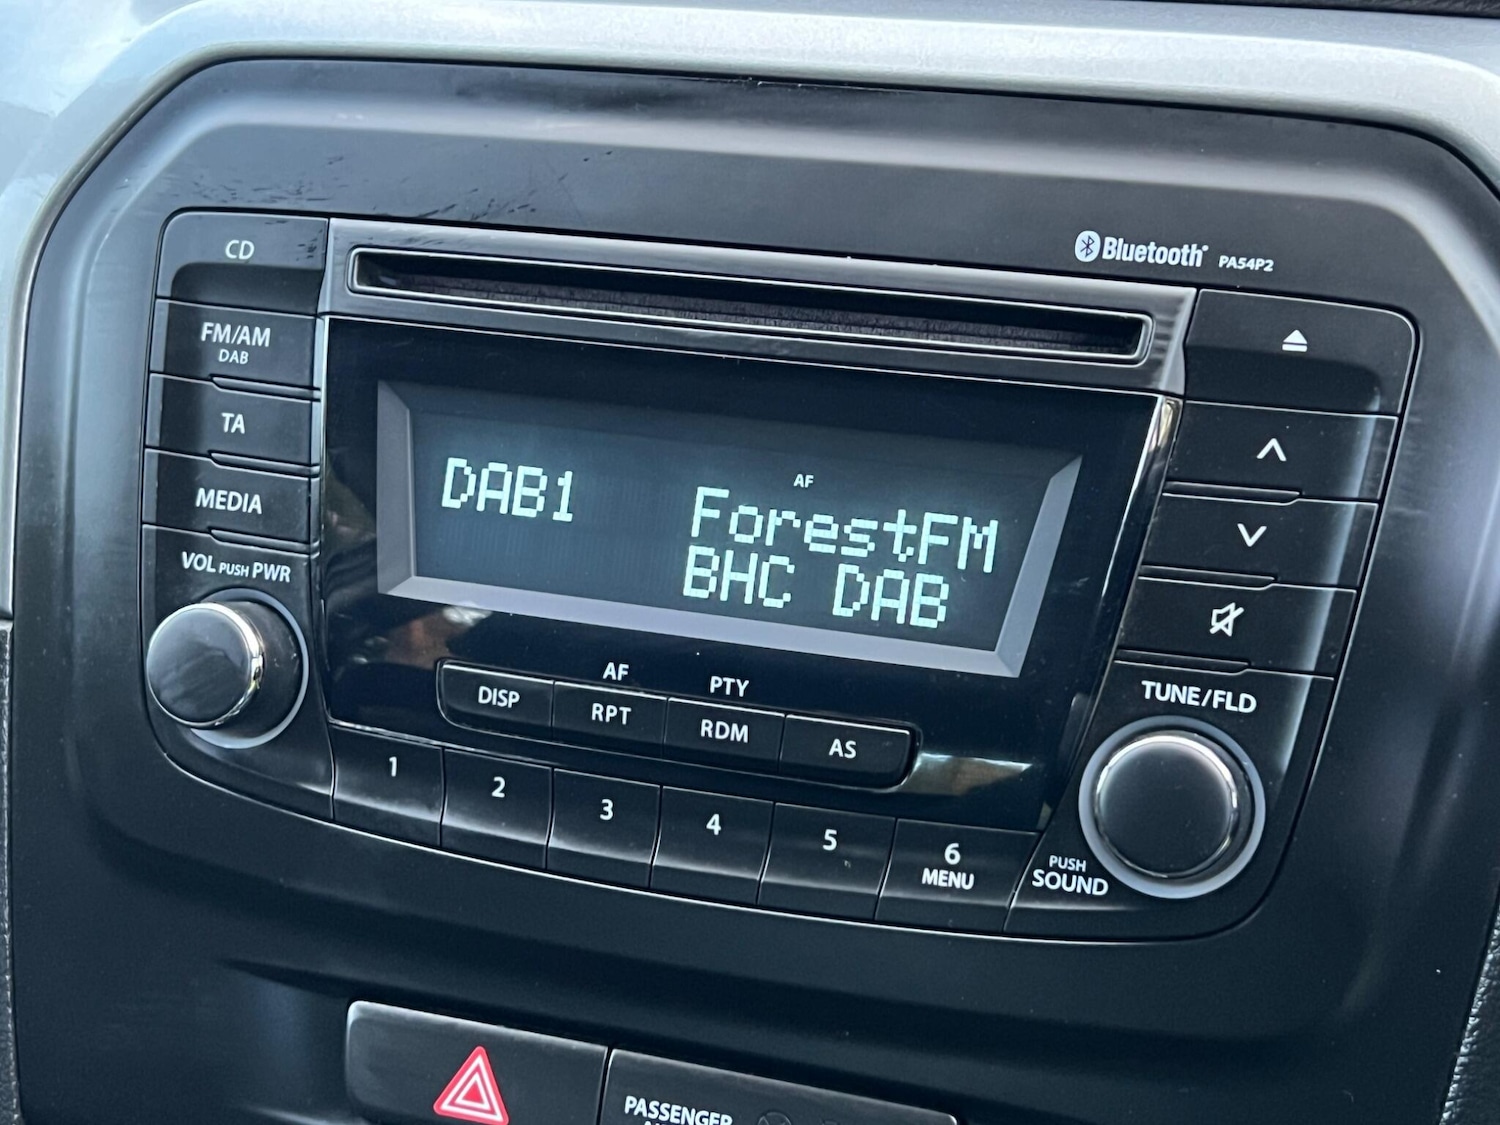 CD
Bluetooth® PA54P2
FM/AM
DAB
TA
MEDIA
VOL PUSH PWR
AF
DAB1 ForestFM
BHC DAB
AF PTY
DISP RPT RDM AS
TUNE/FLD
1 2 3 4 5 6
MENU
PUSH
SOUND
PASSENGER